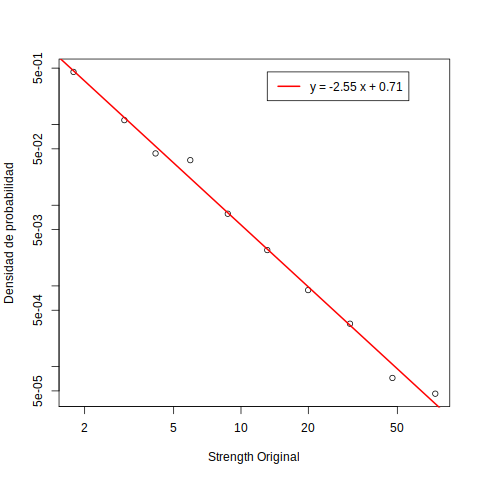 y = -2.55 x + 0.71
5e-01
5e-02
5e-03
5e-04
5e-05
Densidad de probabilidad
2 5 10 20 50
Strength Original